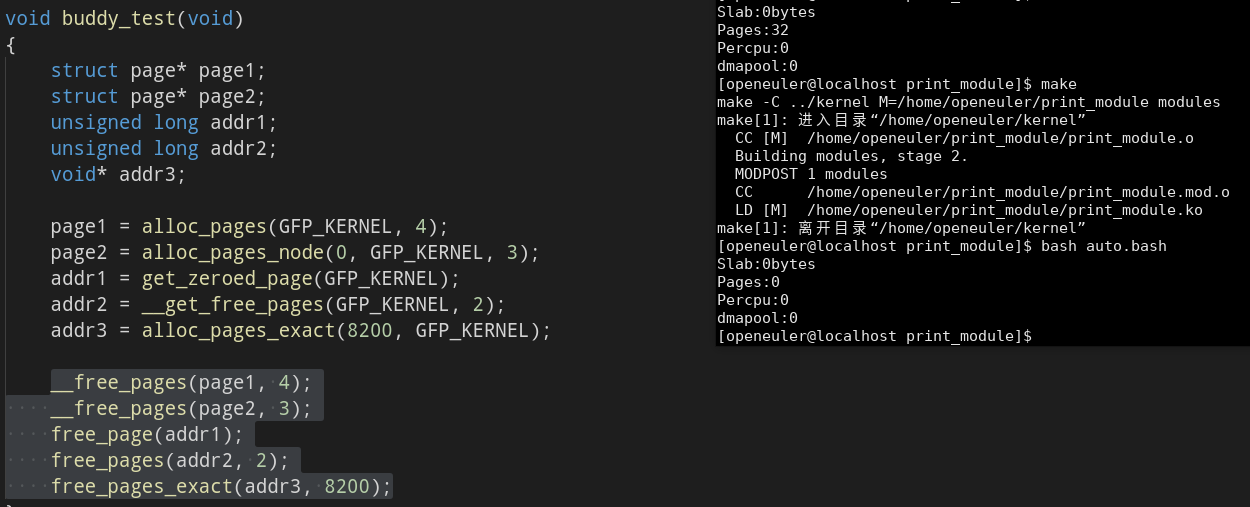 void buddy_test(void)
{
    struct page* page1;
    struct page* page2;
    unsigned long addr1;
    unsigned long addr2;
    void* addr3;
    page1 = alloc_pages(GFP_KERNEL, 4);
    page2 = alloc_pages_node(0, GFP_KERNEL, 3);
    addr1 = get_zeroed_page(GFP_KERNEL);
    addr2 = __get_free_pages(GFP_KERNEL, 2);
    addr3 = alloc_pages_exact(8200, GFP_KERNEL);
    __free_pages(page1, 4);
    __free_pages(page2, 3);
    free_page(addr1);
    free_pages(addr2, 2);
    free_pages_exact(addr3, 8200);
Slab:0bytes
Pages:32
Percpu:0
dmapool:0
[openeuler@localhost print_module]$ make
make -C ../kernel M=/home/openeuler/print_module modules
make[1]: 进入目录“/home/openeuler/kernel”
  CC [M]  /home/openeuler/print_module/print_module.o
  Building modules, stage 2.
  MODPOST 1 modules
  CC      /home/openeuler/print_module/print_module.mod.o
  LD [M]  /home/openeuler/print_module/print_module.ko
make[1]: 离开目录“/home/openeuler/kernel”
[openeuler@localhost print_module]$ bash auto.bash
Slab:0bytes
Pages:0
Percpu:0
dmapool:0
[openeuler@localhost print_module]$